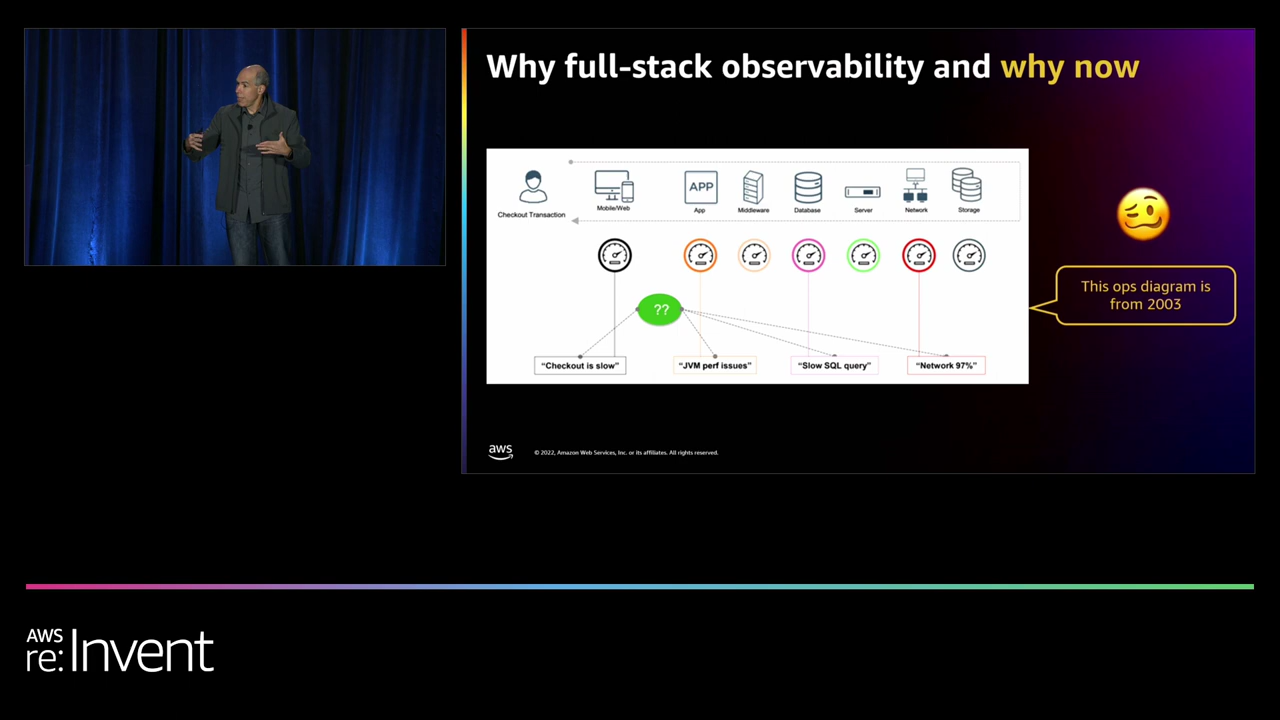 Why full-stack observability and why now
Checkout Transaction
Mobile/Web
APP
App
Middleware
Database
Server
Network
Storage
??
“Checkout is slow”
“JVM perf issues”
“Slow SQL query”
“Network 97%”
This ops diagram is
from 2003
aws
© 2022, Amazon Web Services, Inc. or its affiliates. All rights reserved.
AWS
re:Invent